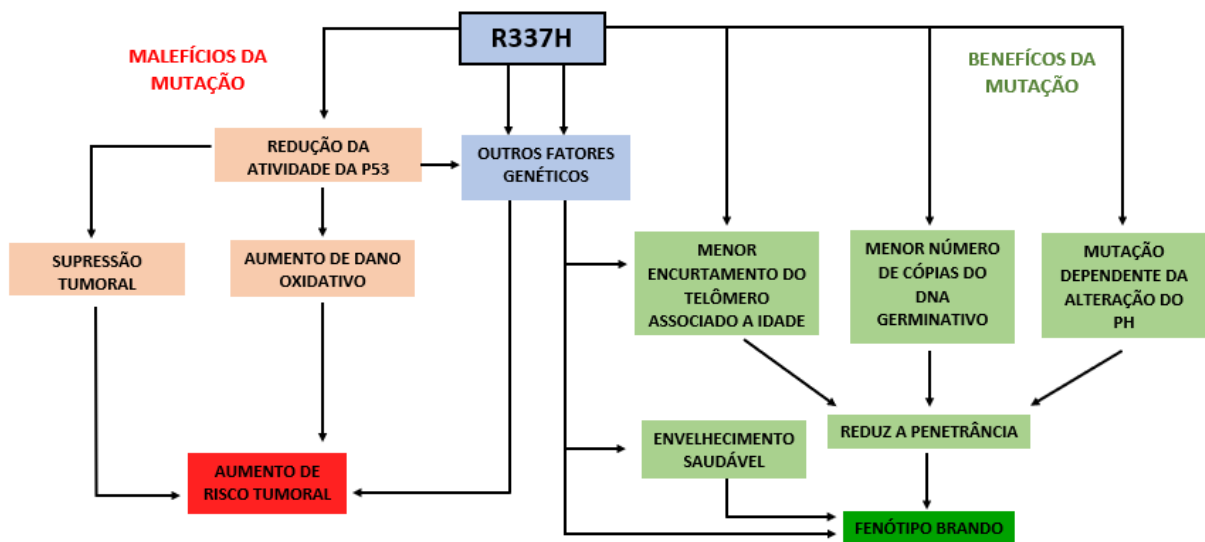 R337H
MALEFÍCIOS DA
MUTAÇÃO
BENEFÍCOS DA
MUTAÇÃO
REDUÇÃO DA
ATIVIDADE DA P53
OUTROS FATORES
GENÉTICOS
SUPRESSÃO
TUMORAL
AUMENTO DE DANO
OXIDATIVO
MENOR
ENCURTAMENTO DO
TELÔMERO
ASSOCIADO A IDADE
MENOR NÚMERO
DE CÓPIAS DO
DNA
GERMINATIVO
MUTAÇÃO
DEPENDENTE DA
ALTERAÇÃO DO
PH
REDUZ A PENETRÂNCIA
ENVELHECIMENTO
SAUDÁVEL
AUMENTO DE
RISCO TUMORAL
FENÓTIPO BRANDO